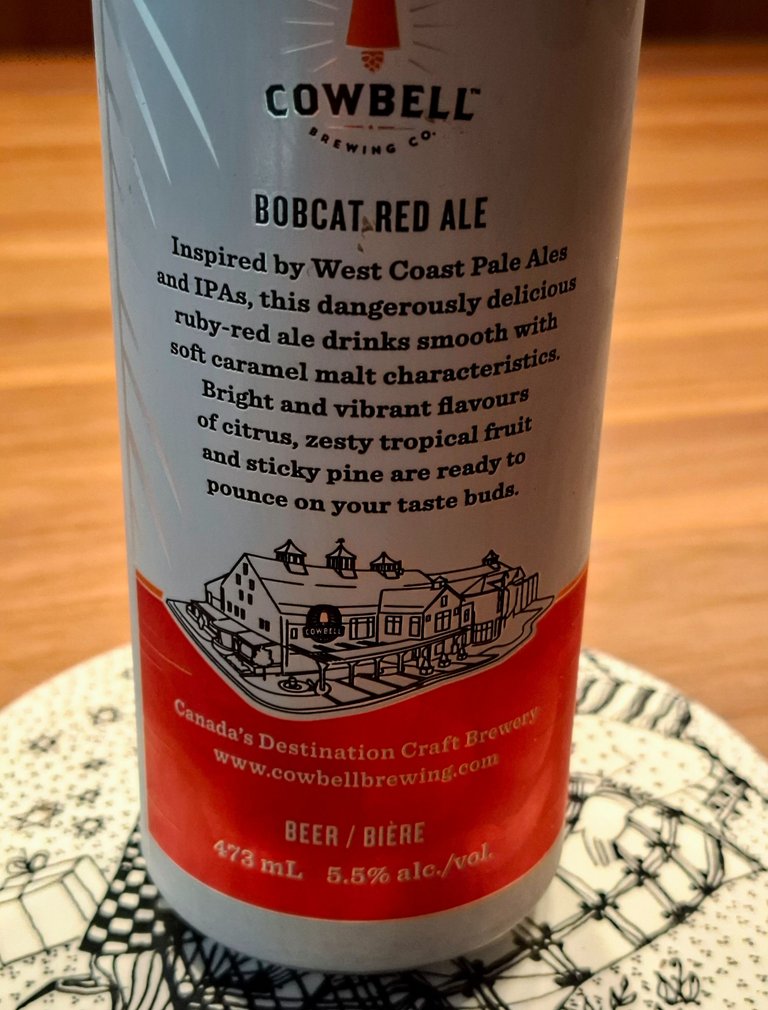 COWBELL™
BREWING CO.
BOBCAT RED ALE
Inspired by West Coast Pale Ales
and IPAs, this dangerously delicious
ruby-red ale drinks smooth with
soft caramel malt characteristics.
Bright and vibrant flavours
of citrus, zesty tropical fruit
and sticky pine are ready to
pounce on your taste buds.
COWBELL
Canada's Destination Craft Brewery
www.cowbellbrewing.com
BEER / BIÈRE
473 mL 5.5% alc./vol.